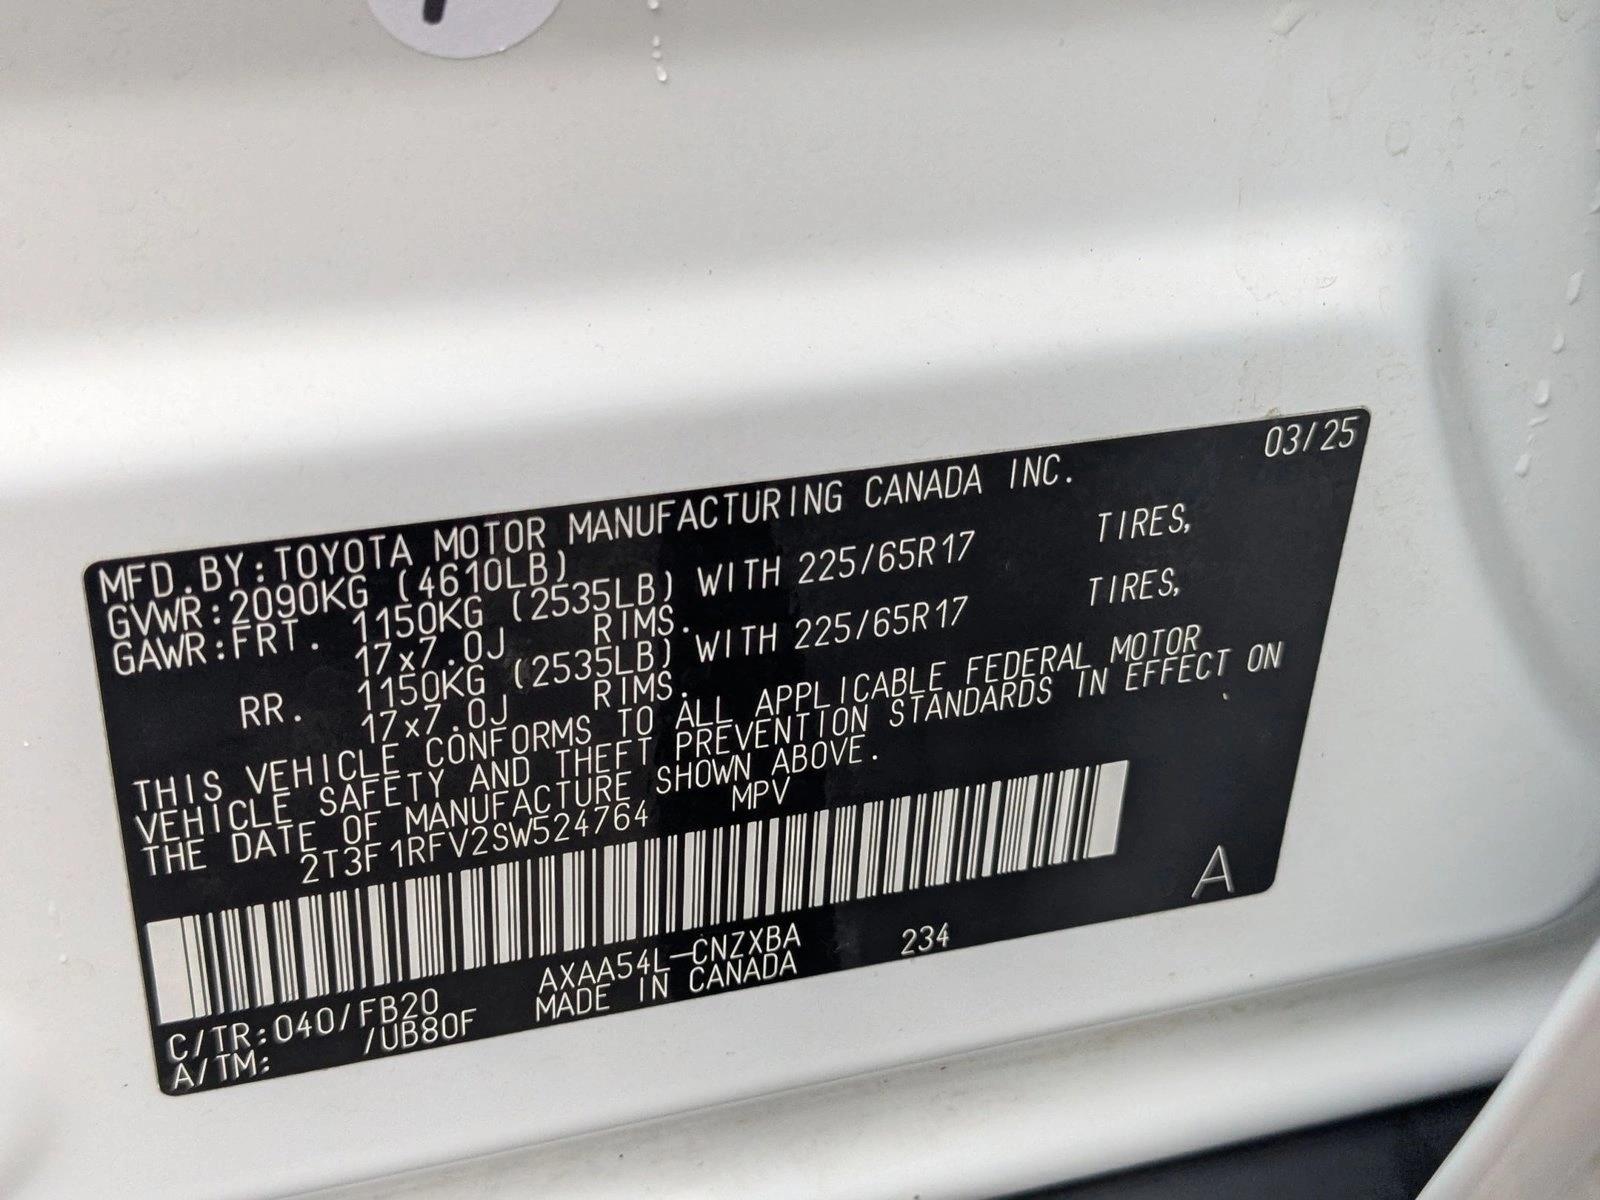 03/25
MFD.BY:TOYOTA MOTOR MANUFACTURING CANADA INC.
GVWR:2090KG (4610LB)
GAWR:FRT. 1150KG (2535LB) WITH 225/65R17 TIRES,
17x7.0J RIMS.
RR. 1150KG (2535LB) WITH 225/65R17 TIRES,
17x7.0J RIMS.
THIS VEHICLE CONFORMS TO ALL APPLICABLE FEDERAL MOTOR
VEHICLE SAFETY AND THEFT PREVENTION STANDARDS IN EFFECT ON
THE DATE OF MANUFACTURE SHOWN ABOVE.
2T3F1RFV2SW524764 MPV
A
C/TR:040/FB20 AXAA54L-CNZXBA 234
A/TM: /UB80F MADE IN CANADA